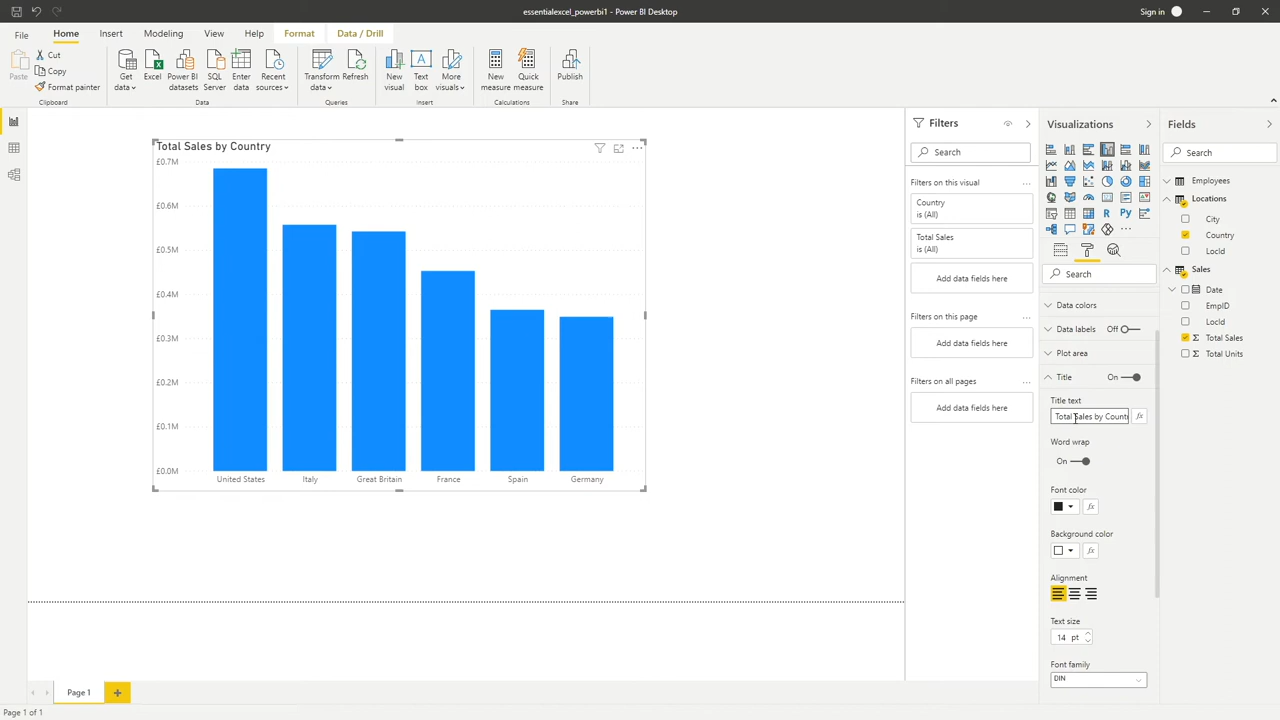 essentialexcel_powerbi1 - Power BI Desktop
Sign in
File
Home
Insert
Modeling
View
Help
Format
Data / Drill
Paste
Cut
Copy
Format painter
Clipboard
Get data
Excel
Power BI datasets
SQL Server
Enter data
Recent sources
Data
Transform data
Refresh
Queries
New visual
A
Text box
More visuals
Insert
New measure
Quick measure
Calculations
Publish
Share
Total Sales by Country
£0.7M
£0.6M
£0.5M
£0.4M
£0.3M
£0.2M
£0.1M
£0.0M
United States
Italy
Great Britain
France
Spain
Germany
Filters
Search
Filters on this visual
Country
is (All)
Total Sales
is (All)
Add data fields here
Filters on this page
Add data fields here
Filters on all pages
Add data fields here
Visualizations
R
Py
Search
Data colors
Data labels Off
Plot area
Title On
Title text
Total Sales by Countr
fx
Word wrap
On
Font color
fx
Background color
fx
Alignment
Text size
14 pt
Font family
DIN
Fields
Search
Employees
Locations
City
Country
LocId
Sales
Date
EmpID
LocId
Σ Total Sales
Σ Total Units
Page 1
Page 1 of 1